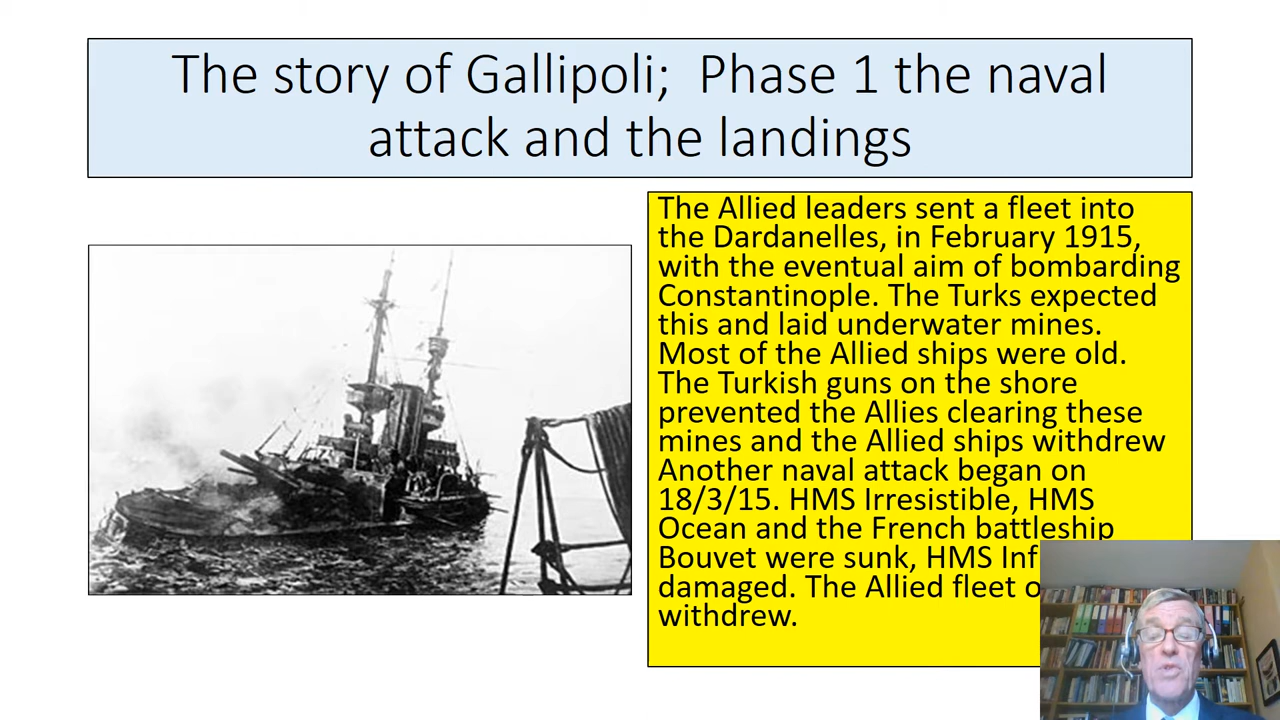 The story of Gallipoli;  Phase 1 the naval
attack and the landings
The Allied leaders sent a fleet into
the Dardanelles, in February 1915,
with the eventual aim of bombarding
Constantinople. The Turks expected
this and laid underwater mines.
Most of the Allied ships were old.
The Turkish guns on the shore
prevented the Allies clearing these
mines and the Allied ships withdrew
Another naval attack began on
18/3/15. HMS Irresistible, HMS
Ocean and the French battleship
Bouvet were sunk, HMS
damaged. The Allied fleet
withdrew.